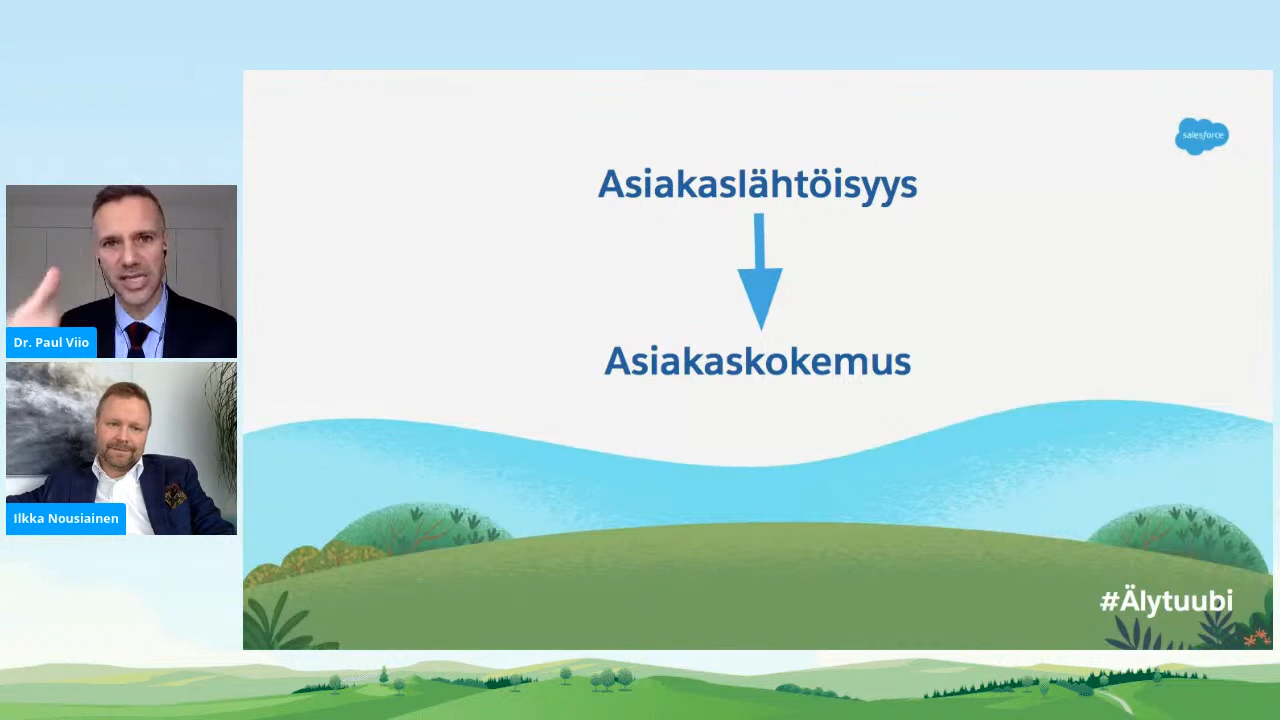 salesforce
Asiakaslähtöisyys
Asiakaskokemus
Dr. Paul Viio
Ilkka Nousiainen
#Älytuubi